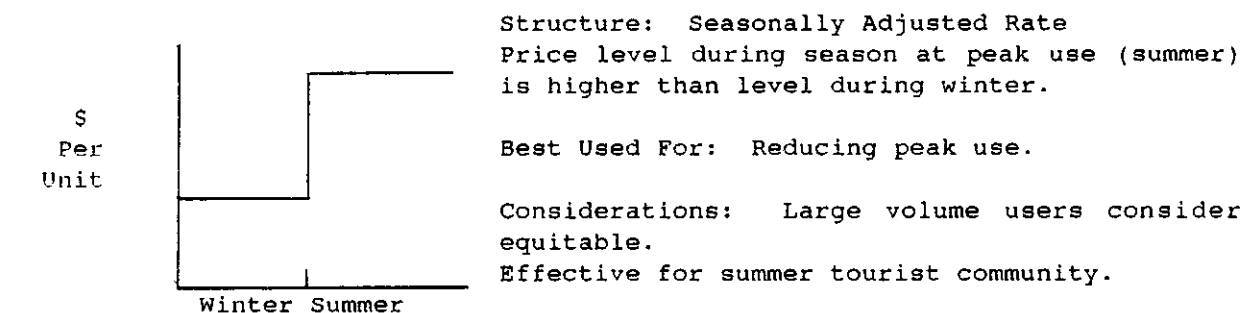 Structure: Seasonally Adjusted Rate
Price level during season at peak use (summer)
is higher than level during winter.
$
Per
Unit
Best Used For: Reducing peak use.
Considerations: Large volume users consider
equitable.
Effective for summer tourist community.
Winter Summer